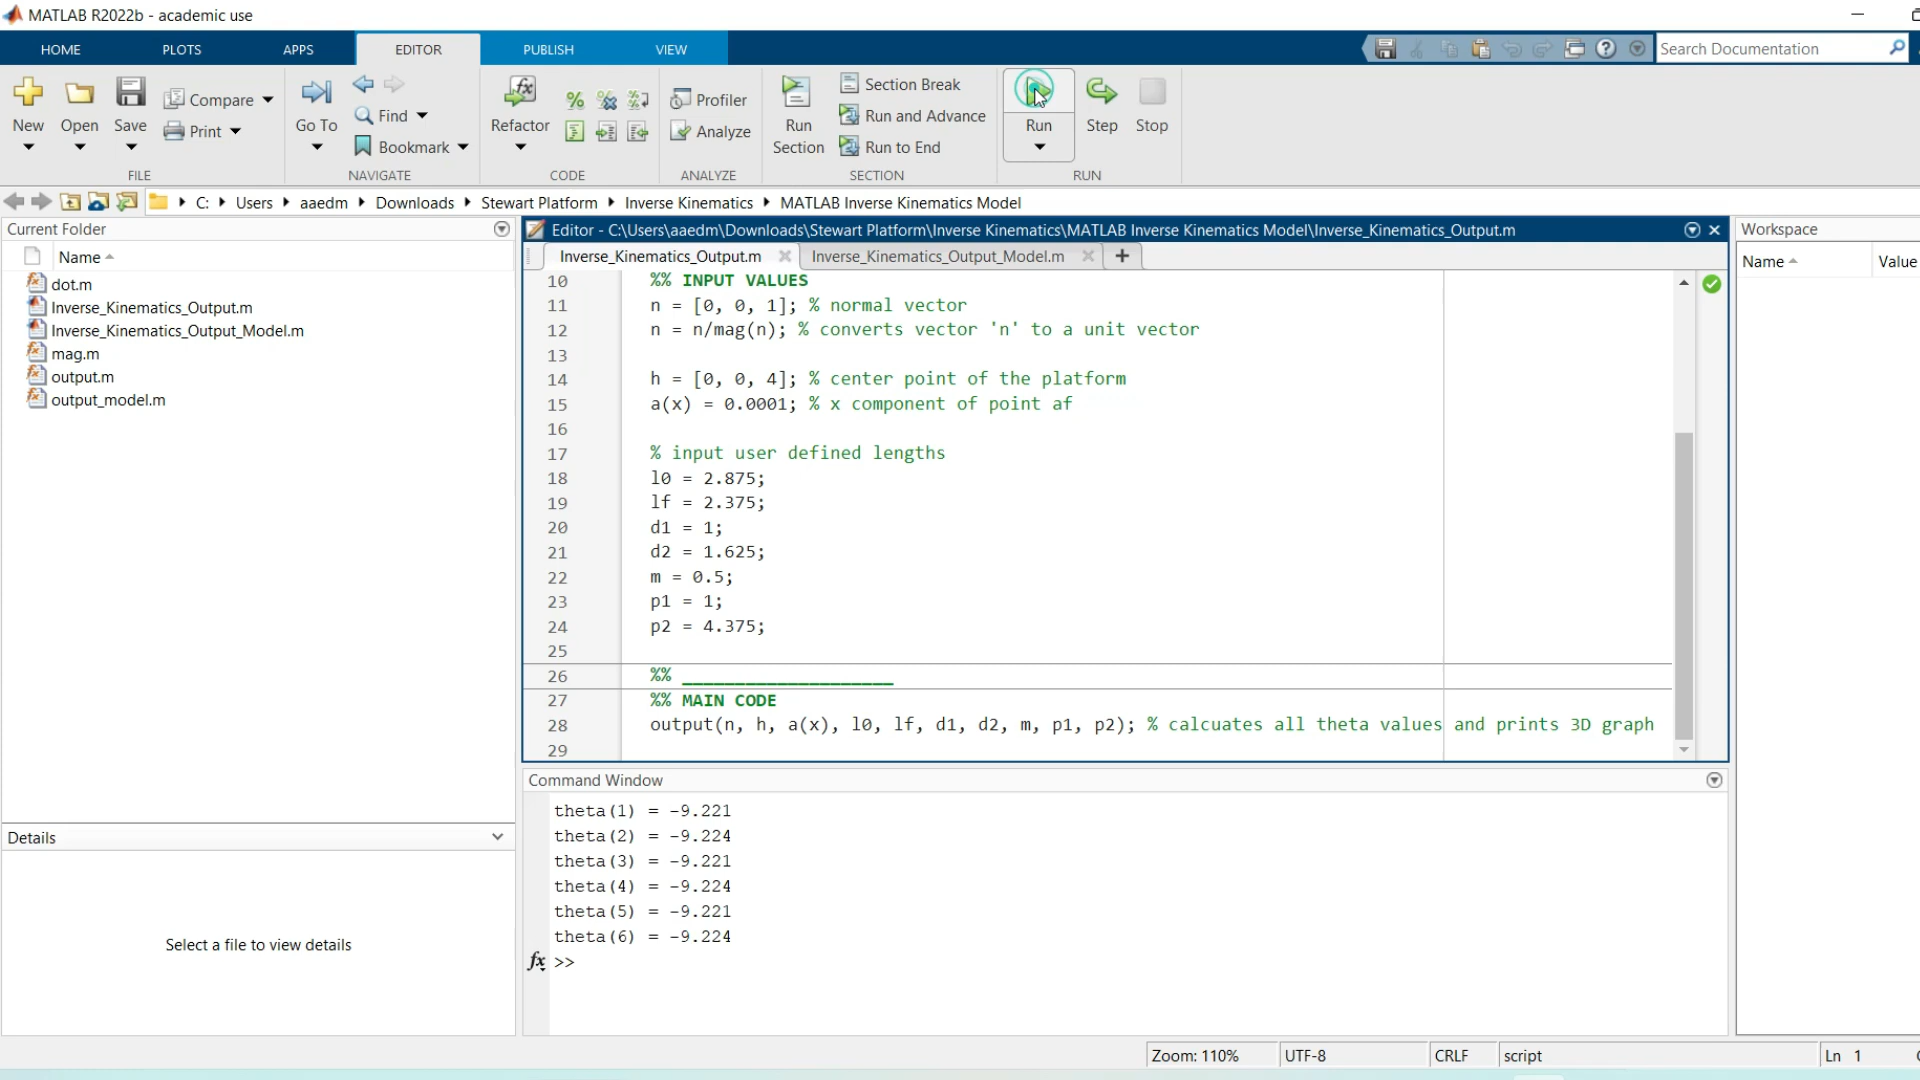 MATLAB R2022b - academic use
HOME PLOTS APPS EDITOR PUBLISH VIEW
Search Documentation
New Open Save Compare Print
FILE
Go To Find Bookmark
NAVIGATE
Refactor
CODE
Profiler Analyze
ANALYZE
Run Section Section Break Run and Advance Run to End
SECTION
Run Step Stop
RUN
C: Users aaedm Downloads Stewart Platform Inverse Kinematics MATLAB Inverse Kinematics Model
Current Folder
Name
dot.m
Inverse_Kinematics_Output.m
Inverse_Kinematics_Output_Model.m
mag.m
output.m
output_model.m
Details
Select a file to view details
Editor - C:\Users\aaedm\Downloads\Stewart Platform\Inverse Kinematics\MATLAB Inverse Kinematics Model\Inverse_Kinematics_Output.m
Inverse_Kinematics_Output.m Inverse_Kinematics_Output_Model.m
10 %% INPUT VALUES
11 n = [0, 0, 1]; % normal vector
12 n = n/mag(n); % converts vector 'n' to a unit vector
13
14 h = [0, 0, 4]; % center point of the platform
15 a(x) = 0.0001; % x component of point af
16
17 % input user defined lengths
18 l0 = 2.875;
19 lf = 2.375;
20 d1 = 1;
21 d2 = 1.625;
22 m = 0.5;
23 p1 = 1;
24 p2 = 4.375;
25
26 %% ____________________
27 %% MAIN CODE
28 output(n, h, a(x), l0, lf, d1, d2, m, p1, p2); % calcuates all theta values and prints 3D graph
29
Command Window
theta(1) = -9.221
theta(2) = -9.224
theta(3) = -9.221
theta(4) = -9.224
theta(5) = -9.221
theta(6) = -9.224
fx >>
Workspace
Name Value
Zoom: 110% UTF-8 CRLF script Ln 1